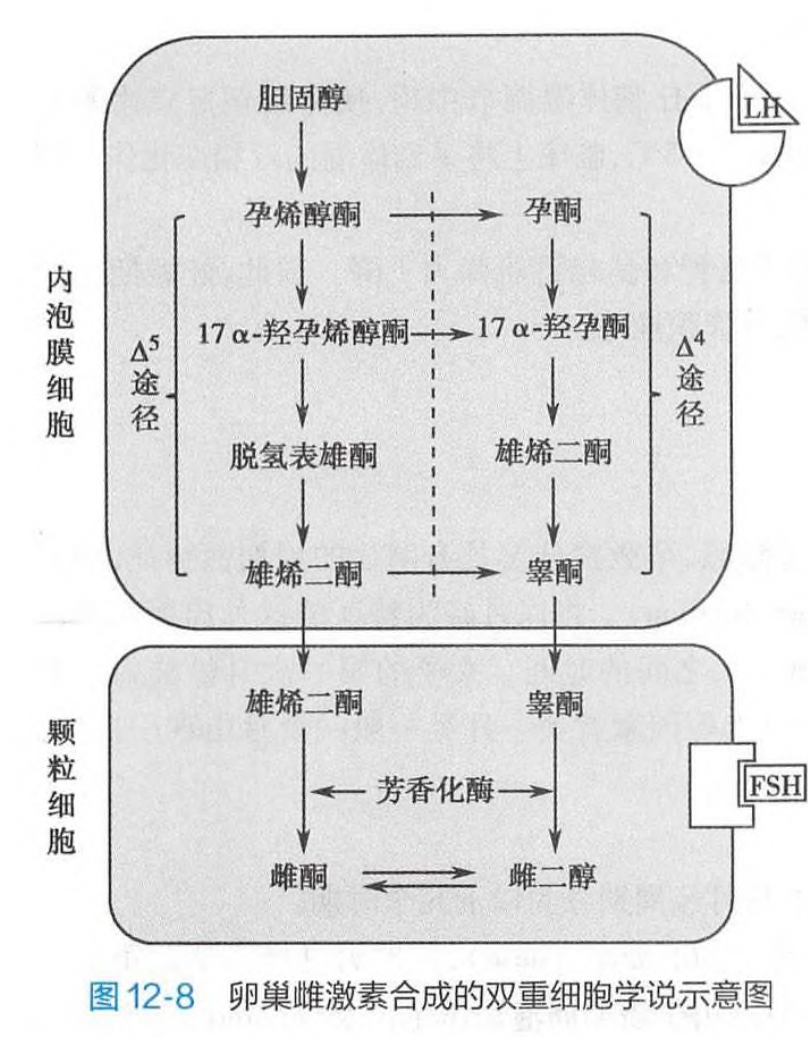 胆固醇
LH
孕烯醇酮 孕酮
内泡膜细胞
Δ⁵途径
17 α-羟孕烯醇酮 17 α-羟孕酮
Δ⁴途径
脱氢表雄酮 雄烯二酮
雄烯二酮 睾酮
雄烯二酮 睾酮
颗粒细胞
芳香化酶
FSH
雌酮 雌二醇
图 12-8 卵巢雌激素合成的双重细胞学说示意图